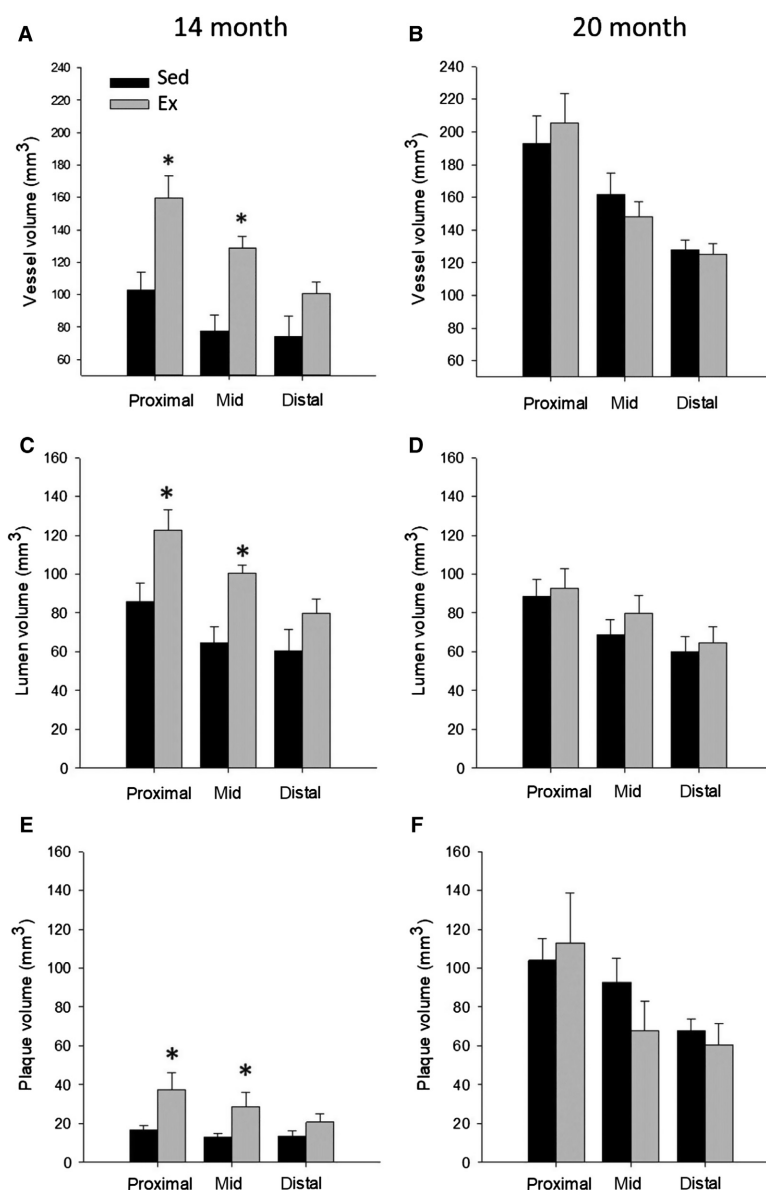 14 month
20 month
A
Sed
Ex
240
220
200
180
160
140
120
100
80
60
Vessel volume (mm3)
*
*
Proximal Mid Distal
B
240
220
200
180
160
140
120
100
80
60
Vessel volume (mm3)
Proximal Mid Distal
C
160
140
120
100
80
60
40
20
0
Lumen volume (mm3)
*
*
Proximal Mid Distal
D
160
140
120
100
80
60
40
20
0
Lumen volume (mm3)
Proximal Mid Distal
E
160
140
120
100
80
60
40
20
0
Plaque volume (mm3)
*
*
Proximal Mid Distal
F
160
140
120
100
80
60
40
20
0
Plaque volume (mm3)
Proximal Mid Distal